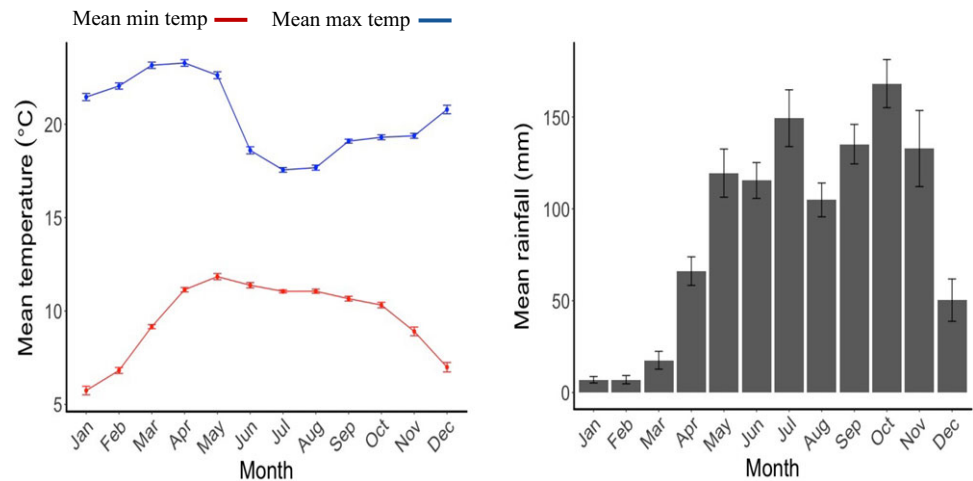 Mean min temp Mean max temp
Mean temperature (°C)
20
15
10
5
Jan Feb Mar Apr May Jun Jul Aug Sep Oct Nov Dec
Month
Mean rainfall (mm)
150
100
50
0
Jan Feb Mar Apr May Jun Jul Aug Sep Oct Nov Dec
Month